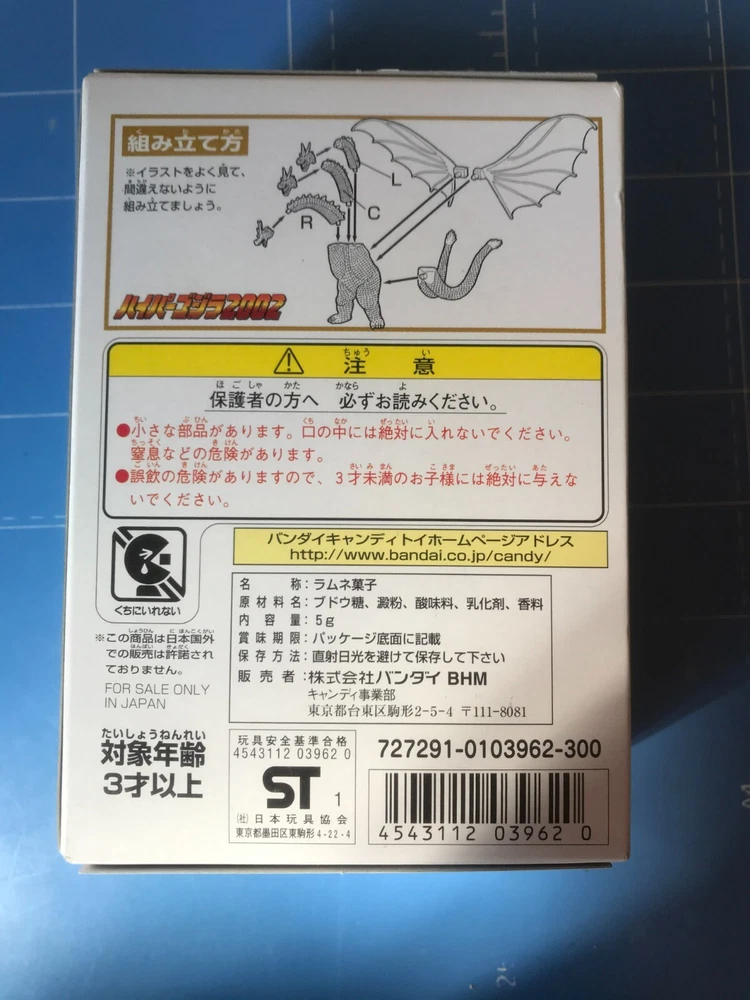 組み立て方
※イラストをよく見て、
間違えないように
組み立てましょう。
L
C
R
ハイパーゴジラ2002
注意
保護者の方へ 必ずお読みください。
●小さな部品があります。口の中には絶対に入れないでください。
窒息などの危険があります。
●誤飲の危険がありますので、3才未満のお子様には絶対に与えな
いでください。
くちにいれない
バンダイキャンディトイホームページアドレス
http://www.bandai.co.jp/candy/
※この商品は日本国外
での販売は許諾され
ておりません。
FOR SALE ONLY
IN JAPAN
名称:ラムネ菓子
原材料名:ブドウ糖、澱粉、酸味料、乳化剤、香料
内容量:5g
賞味期限:パッケージ底面に記載
保存方法:直射日光を避けて保存して下さい
販売者:株式会社バンダイ BHM
キャンディ事業部
東京都台東区駒形2-5-4 〒111-8081
たいしょうねんれい
対象年齢
3才以上
玩具安全基準合格
4543112 03962 0
ST 1
(社)日本玩具協会
東京都墨田区東駒形4-22-4
727291-0103962-300
4543112 03962 0